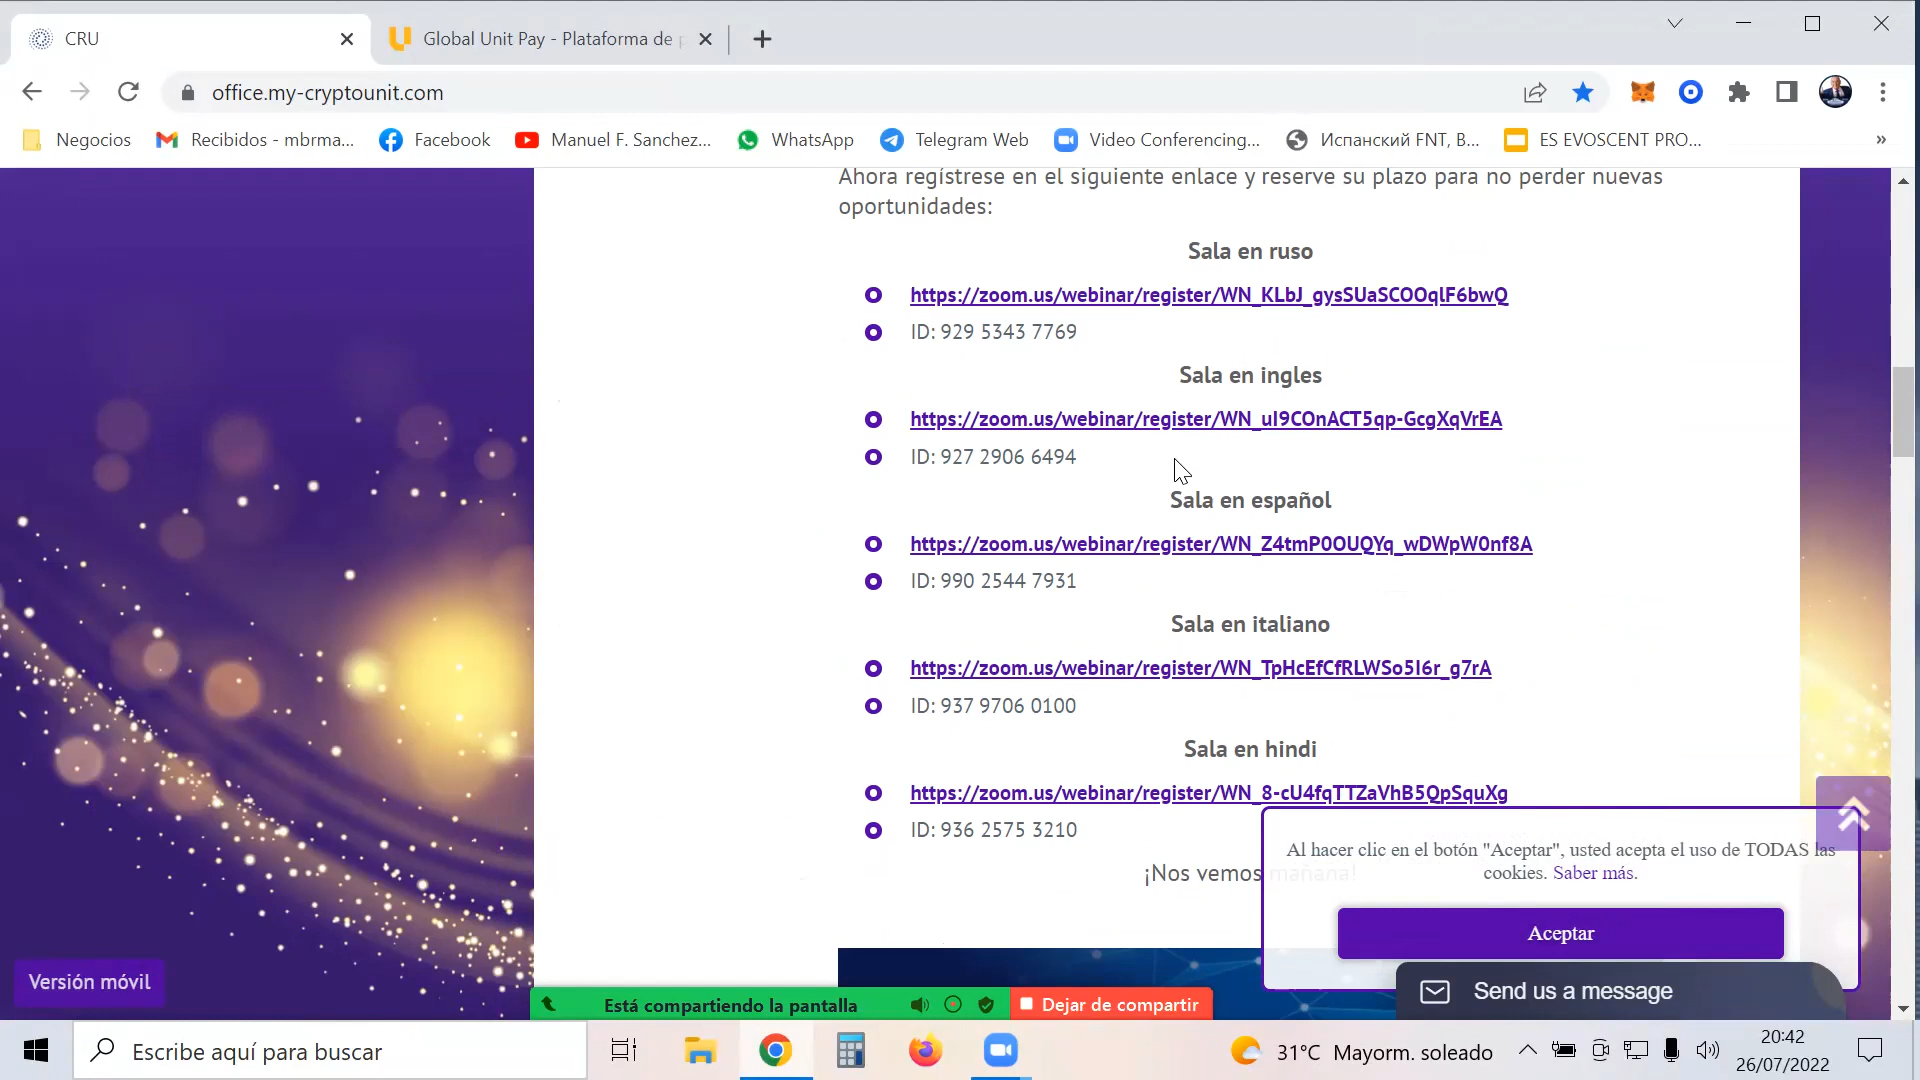 CRU
Global Unit Pay - Plataforma de p
office.my-cryptounit.com
Negocios
Recibidos - mbrma...
Facebook
Manuel F. Sanchez...
WhatsApp
Telegram Web
Video Conferencing...
Испанский FNT, B...
ES EVOSCENT PRO...
»
Ahora regístrese en el siguiente enlace y reserve su plazo para no perder nuevas
oportunidades:
Sala en ruso
https://zoom.us/webinar/register/WN_KLbJ_gysSUaSCOOqlF6bwQ
ID: 929 5343 7769
Sala en ingles
https://zoom.us/webinar/register/WN_uI9COnACT5qp-GcgXqVrEA
ID: 927 2906 6494
Sala en español
https://zoom.us/webinar/register/WN_Z4tmP0OUQYq_wDWpW0nf8A
ID: 990 2544 7931
Sala en italiano
https://zoom.us/webinar/register/WN_TpHcEfCfRLWSo5I6r_g7rA
ID: 937 9706 0100
Sala en hindi
https://zoom.us/webinar/register/WN_8-cU4fqTTZaVhB5QpSquXg
ID: 936 2575 3210
¡Nos vemos mañana!
Al hacer clic en el botón "Aceptar", usted acepta el uso de TODAS las
cookies. Saber más.
Aceptar
Versión móvil
Send us a message
Está compartiendo la pantalla
Dejar de compartir
Escribe aquí para buscar
31°C Mayorm. soleado
20:42
26/07/2022